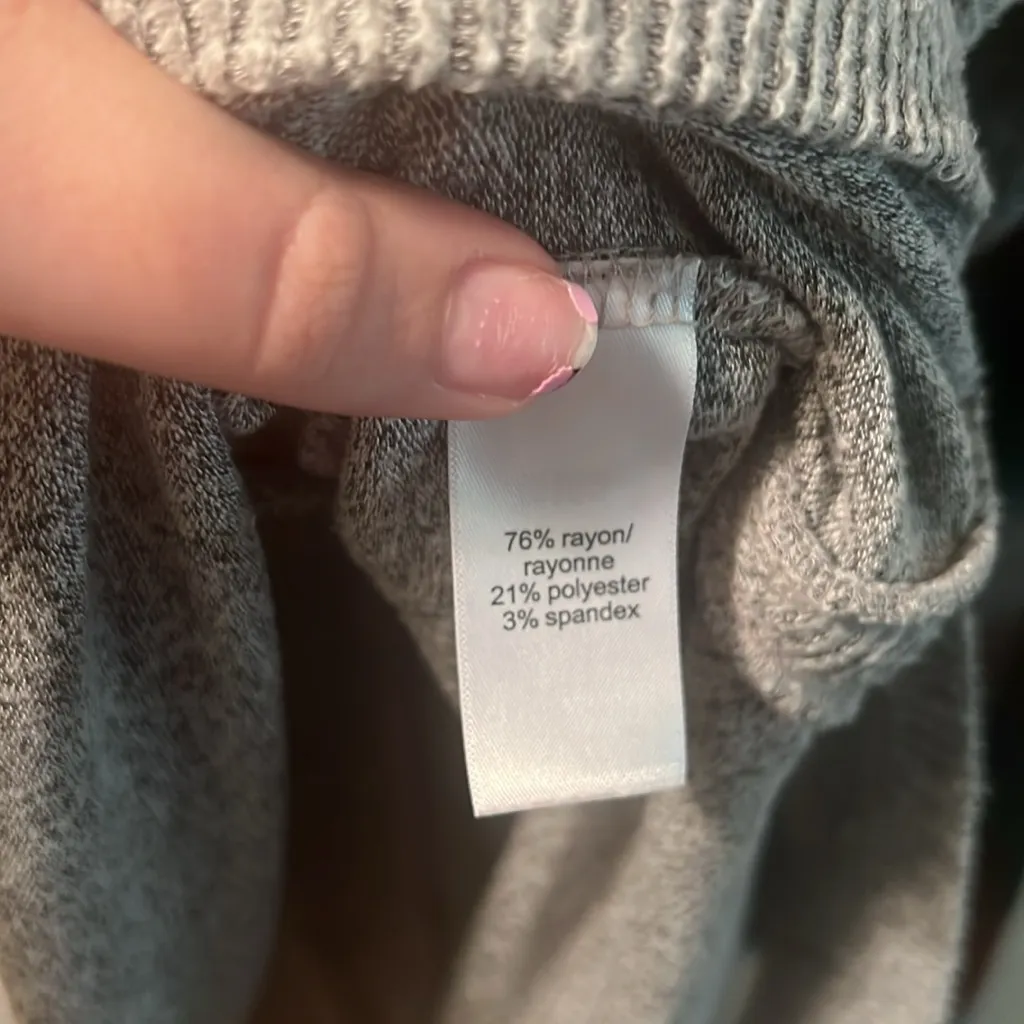 76% rayon/
rayonne
21% polyester
3% spandex